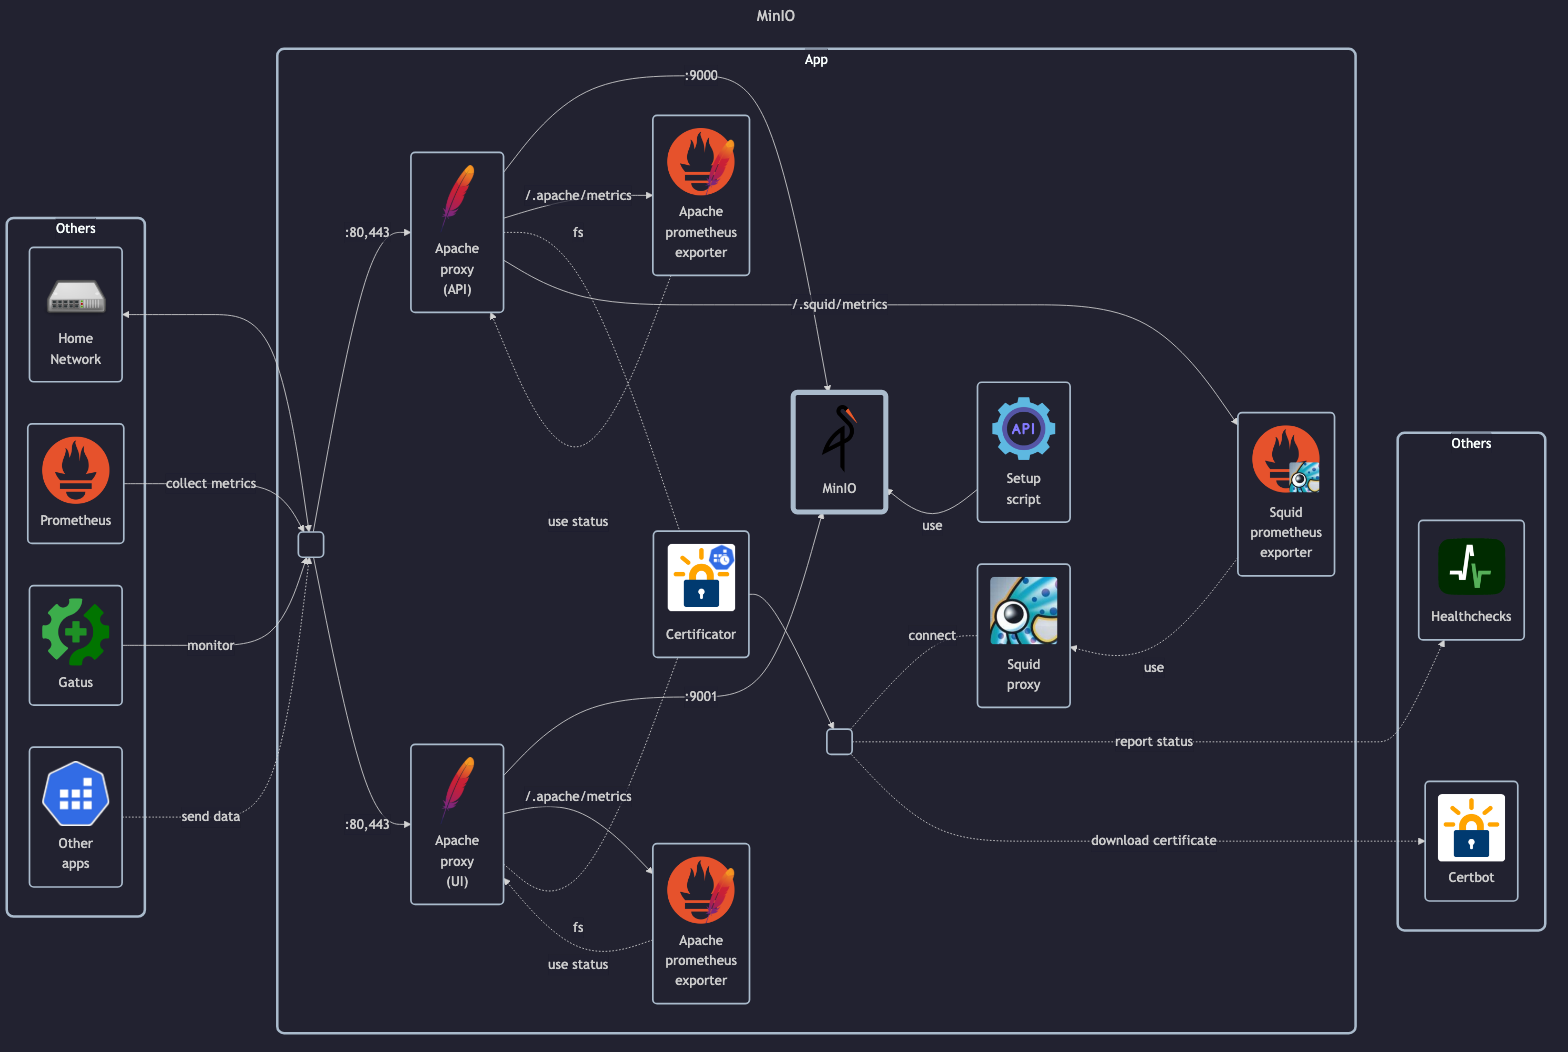 MinIO
App
:9000
/.apache/metrics
Apache
prometheus
exporter
Apache
proxy
(API)
:80,443
fs
/.squid/metrics
Others
Home
Network
Prometheus
collect metrics
Gatus
monitor
Other
apps
send data
use status
MinIO
API
Setup
script
use
Squid
prometheus
exporter
Certificator
connect
Squid
proxy
use
:9001
report status
download certificate
:80,443
Apache
proxy
(UI)
/.apache/metrics
fs
use status
Apache
prometheus
exporter
Others
Healthchecks
Certbot